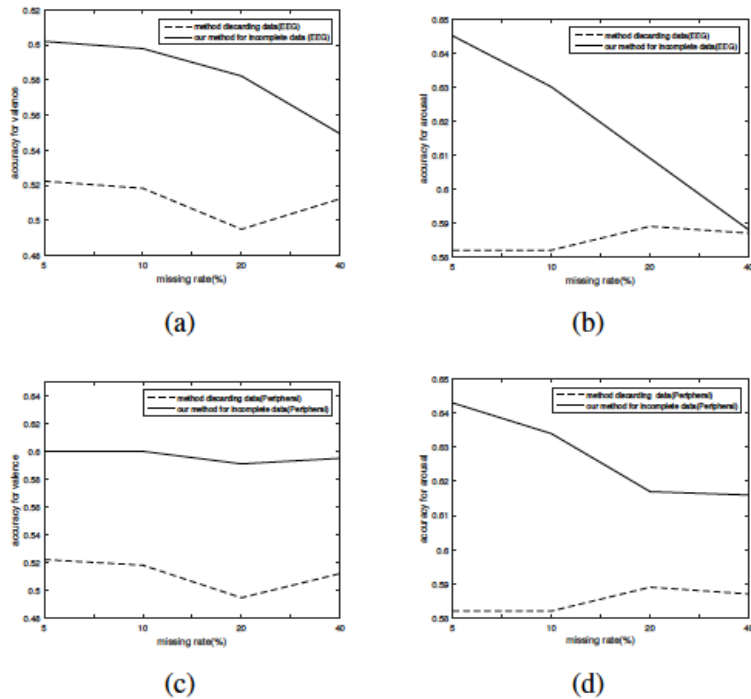 method discarding data(EEG)
our method for incomplete data (EEG)
0.6
0.58
0.56
0.54
0.52
0.5
0.48
accuracy for valence
5
10
20
40
missing rate(%)
(a)
method discarding data(EEG)
our method for incomplete data(EEG)
0.65
0.64
0.63
0.62
0.61
0.6
0.59
0.58
accuracy for arousal
5
10
20
40
missing rate(%)
(b)
method discarding data(Peripheral)
our method for incomplete data(Peripheral)
0.64
0.62
0.6
0.58
0.56
0.54
0.52
0.5
0.48
accuracy for valence
5
10
20
40
missing rate(%)
(c)
method discarding data(Peripheral)
our method for incomplete data(Peripheral)
0.65
0.64
0.63
0.62
0.61
0.6
0.59
0.58
accuracy for arousal
5
10
20
40
missing rate(%)
(d)